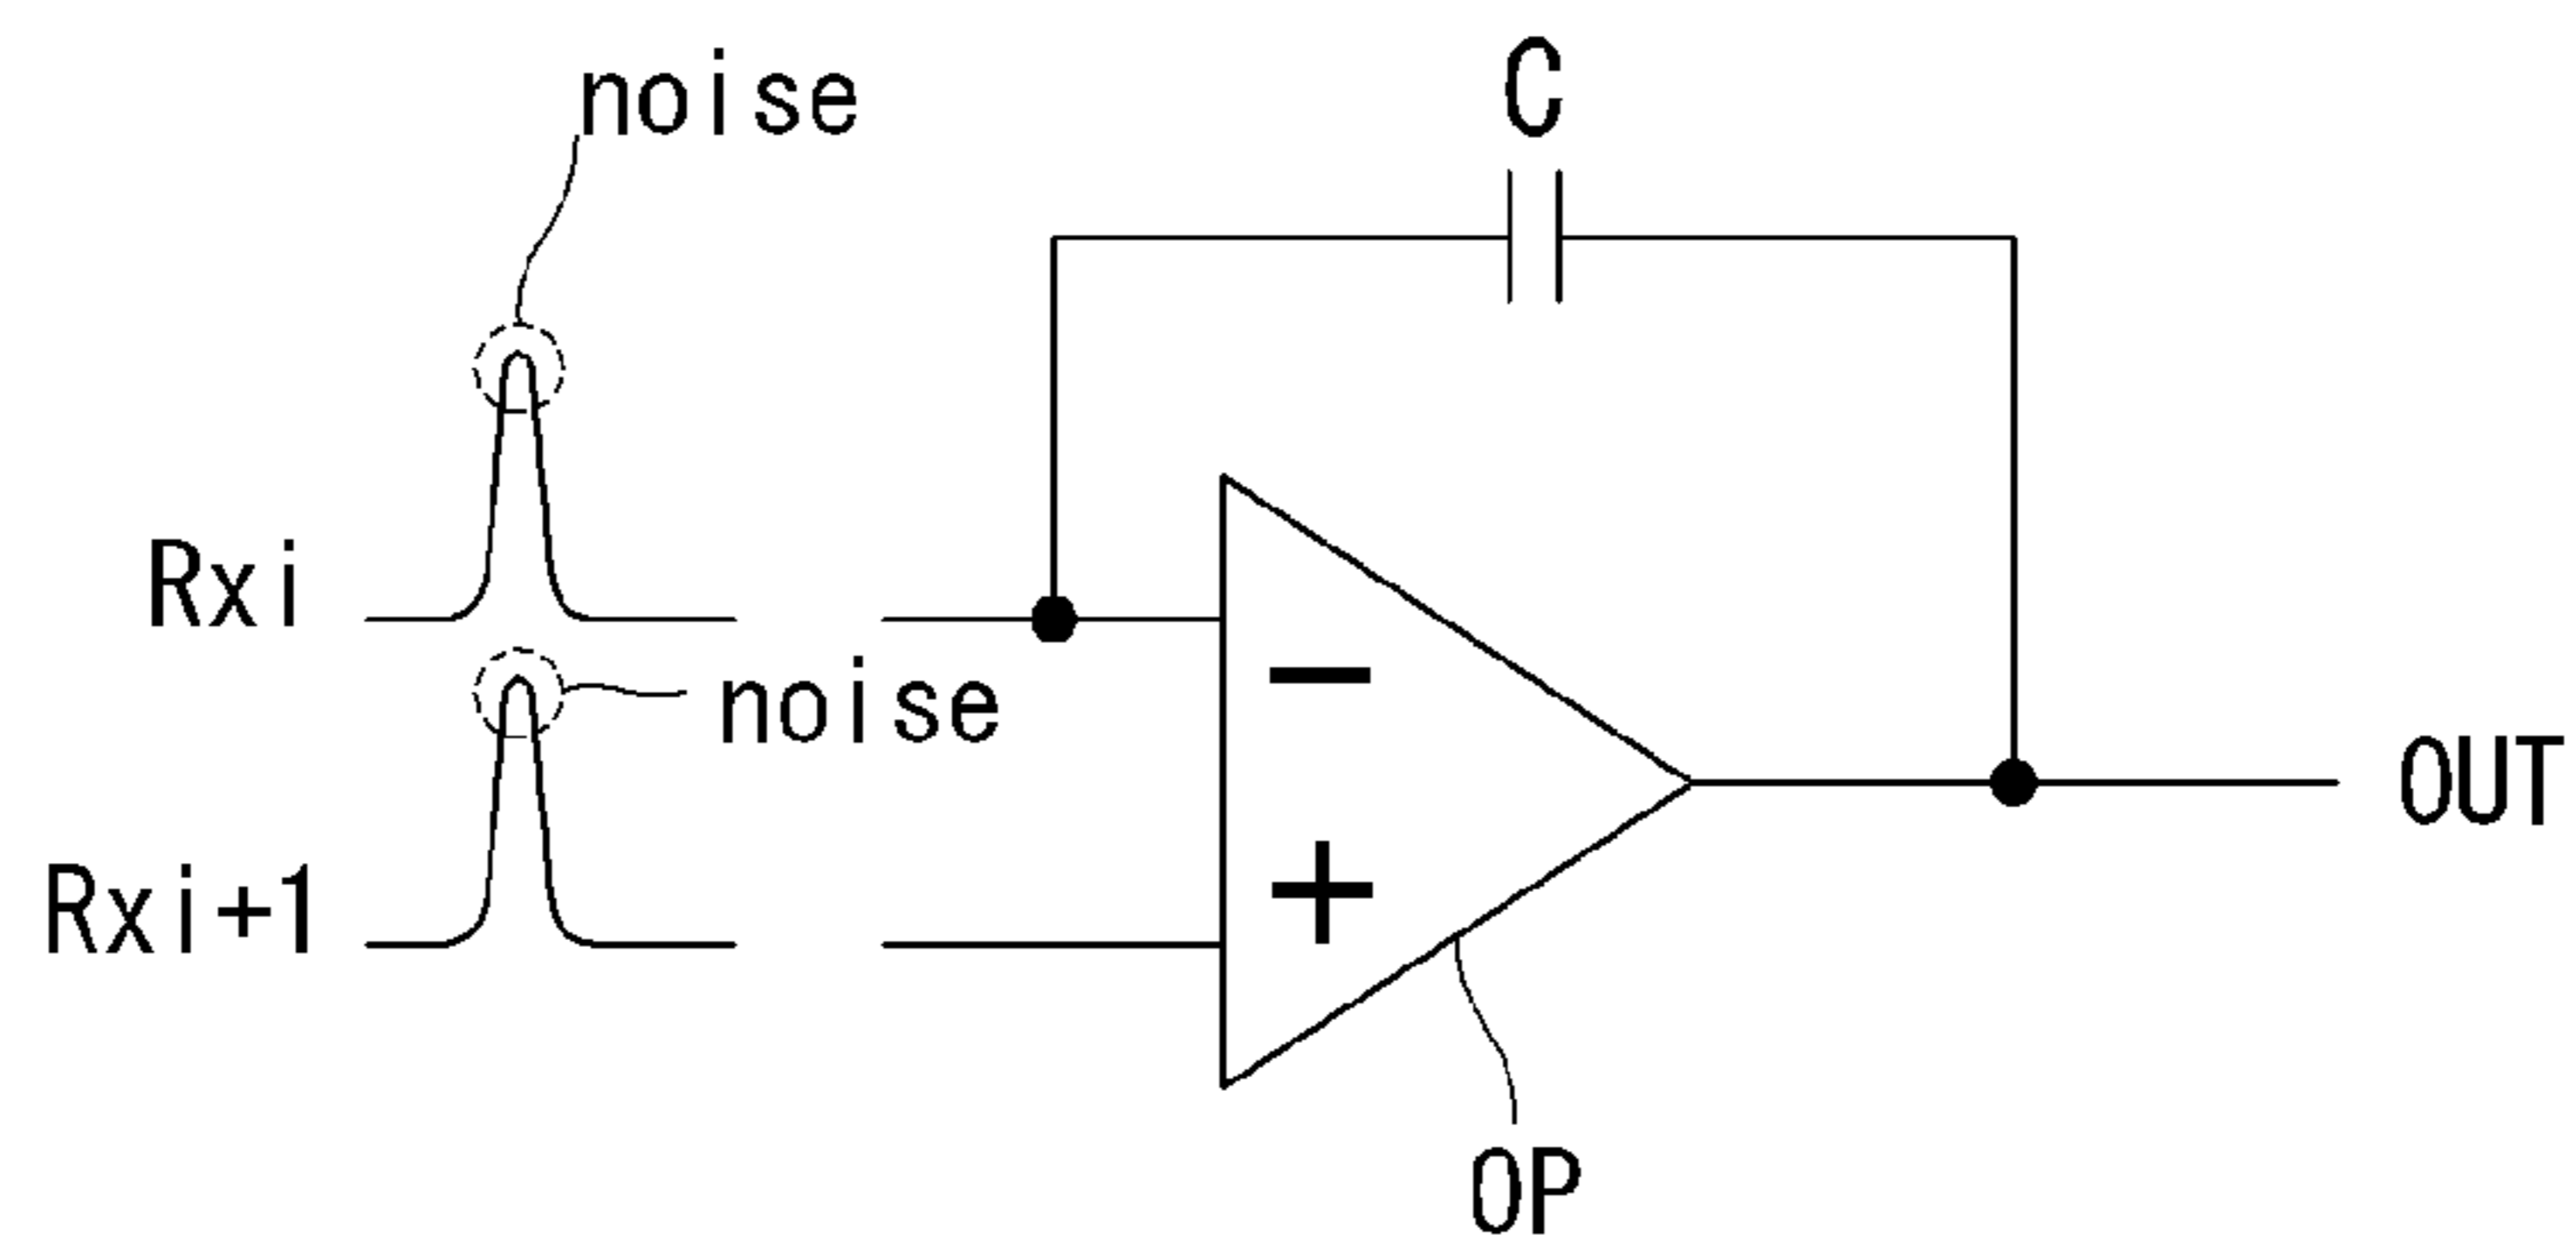 noise
C
Rxi
noise
−
OUT
Rxi+1
+
OP